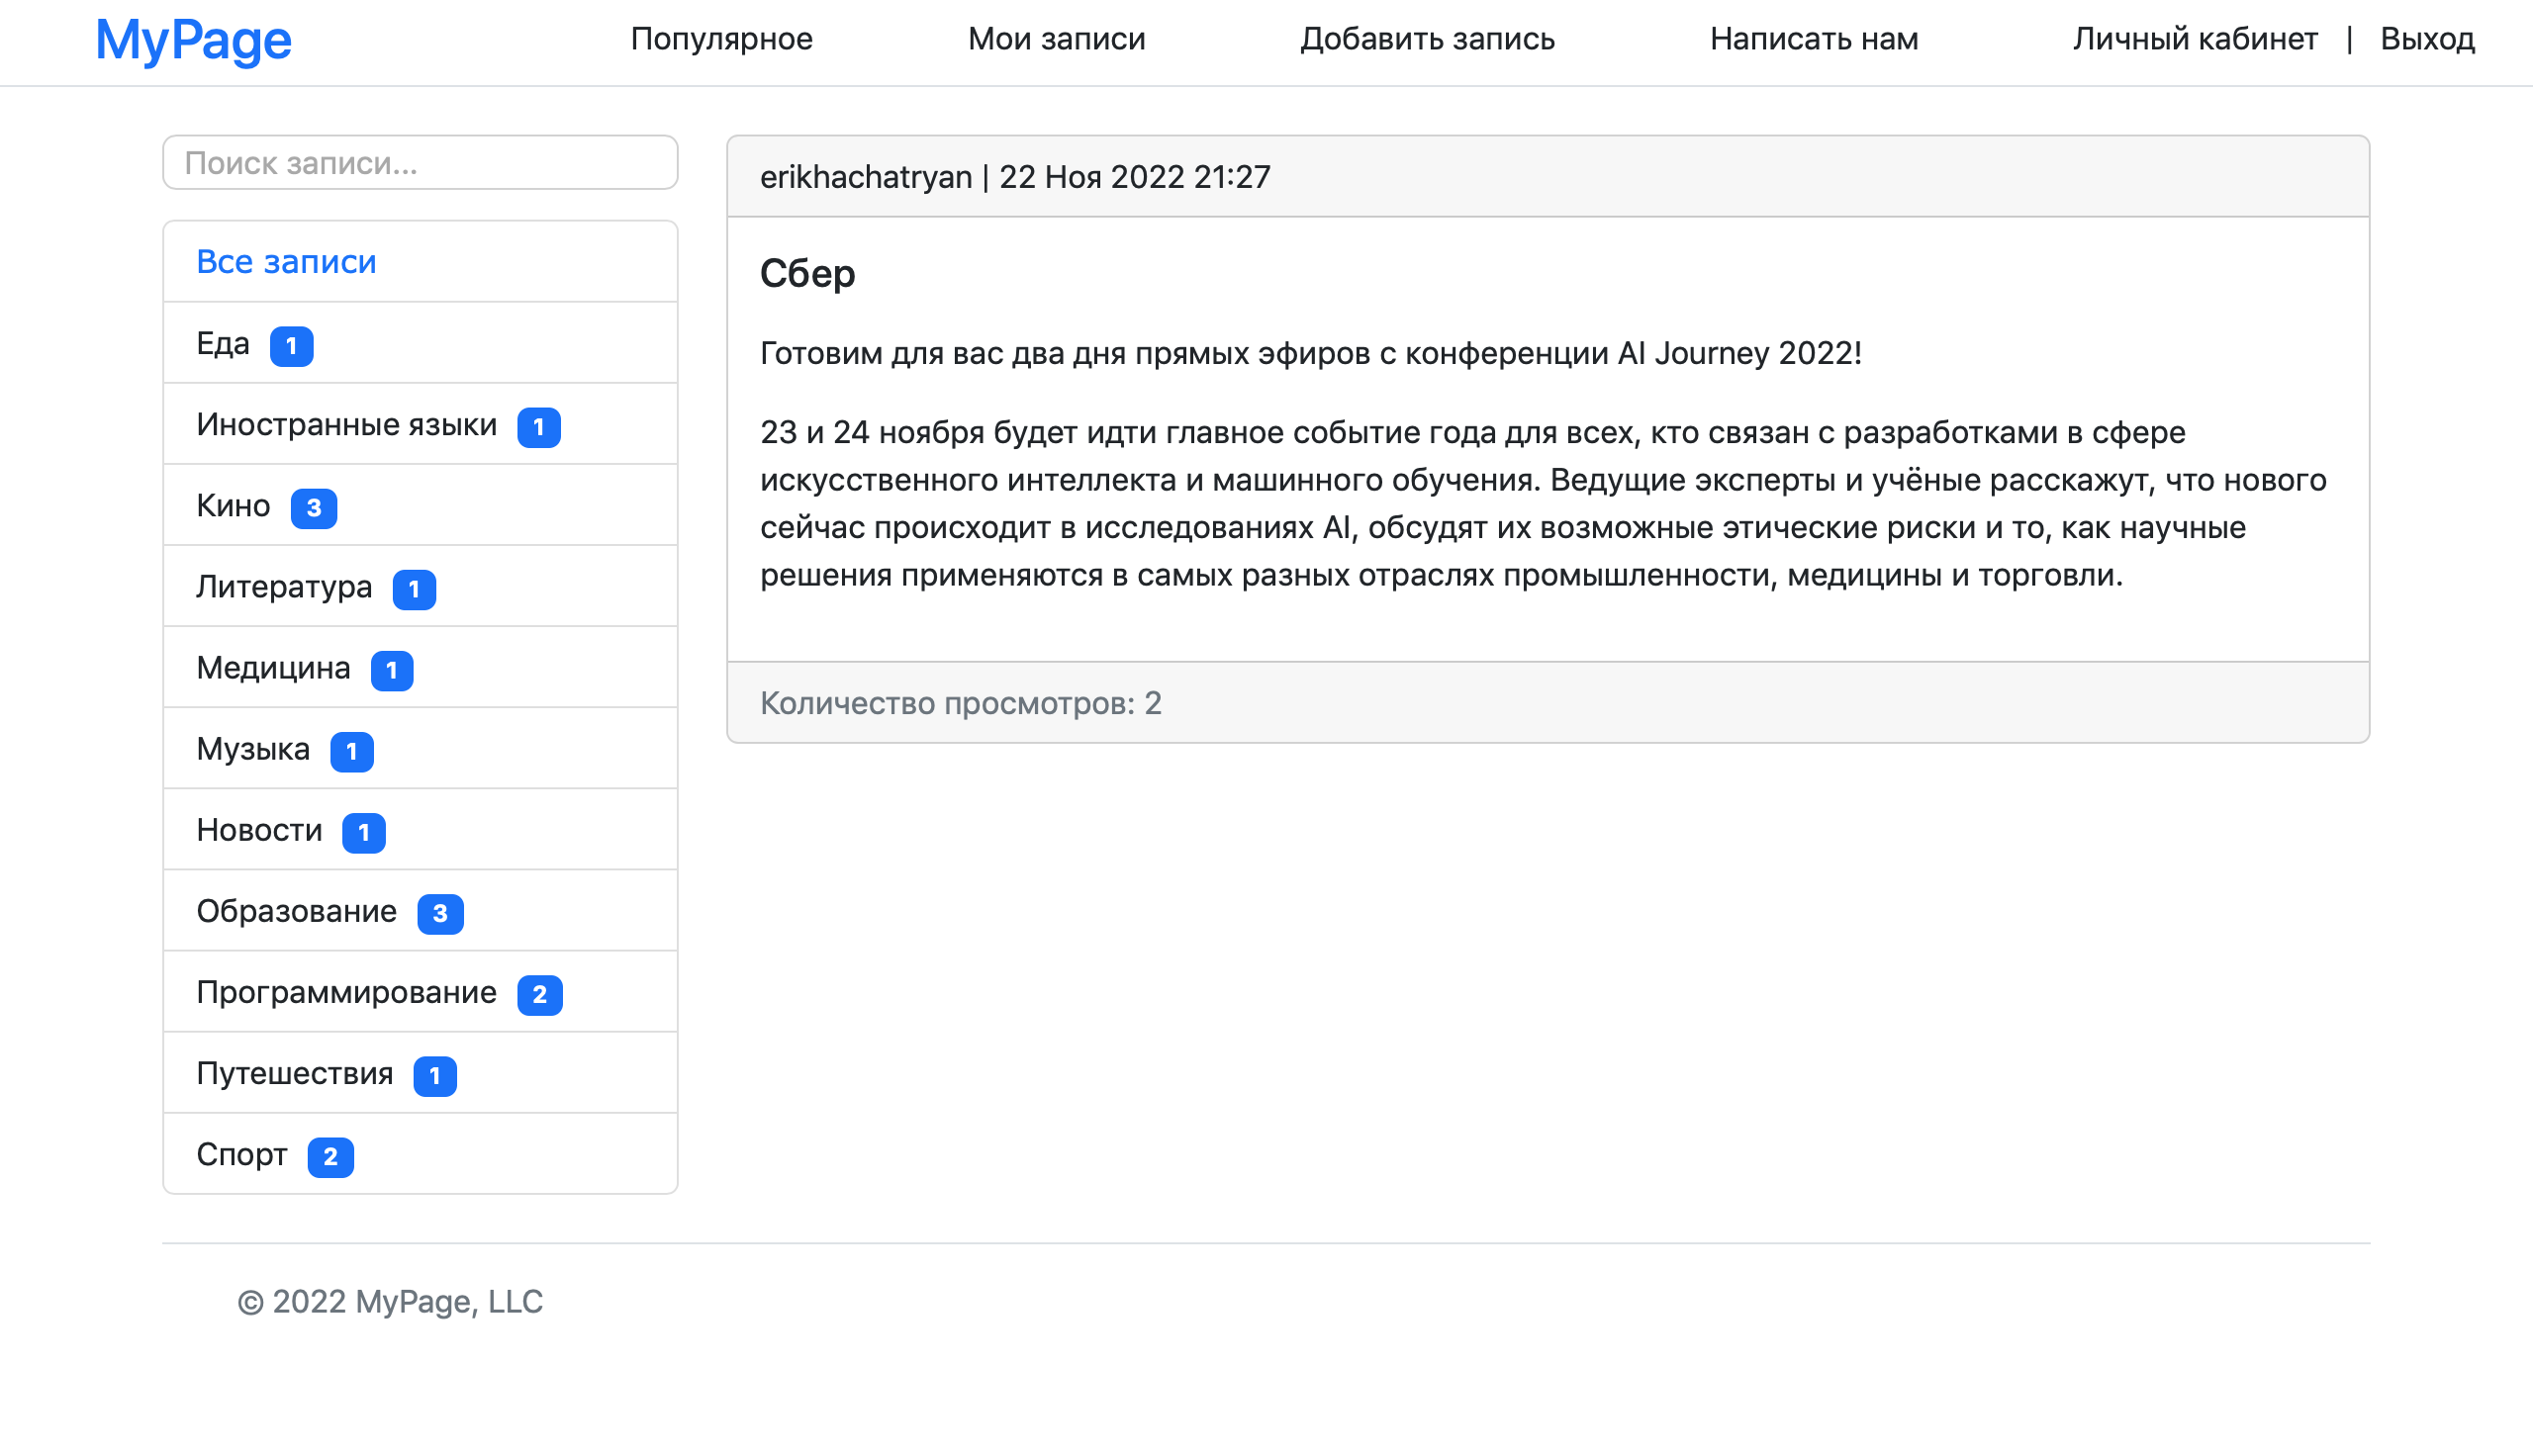 MyPage
Популярное
Мои записи
Добавить запись
Написать нам
Личный кабинет | Выход
Поиск записи...
Все записи
Еда 1
Иностранные языки 1
Кино 3
Литература 1
Медицина 1
Музыка 1
Новости 1
Образование 3
Программирование 2
Путешествия 1
Спорт 2
erikhachatryan | 22 Ноя 2022 21:27
Сбер
Готовим для вас два дня прямых эфиров с конференции AI Journey 2022!
23 и 24 ноября будет идти главное событие года для всех, кто связан с разработками в сфере
искусственного интеллекта и машинного обучения. Ведущие эксперты и учёные расскажут, что нового
сейчас происходит в исследованиях AI, обсудят их возможные этические риски и то, как научные
решения применяются в самых разных отраслях промышленности, медицины и торговли.
Количество просмотров: 2
© 2022 MyPage, LLC